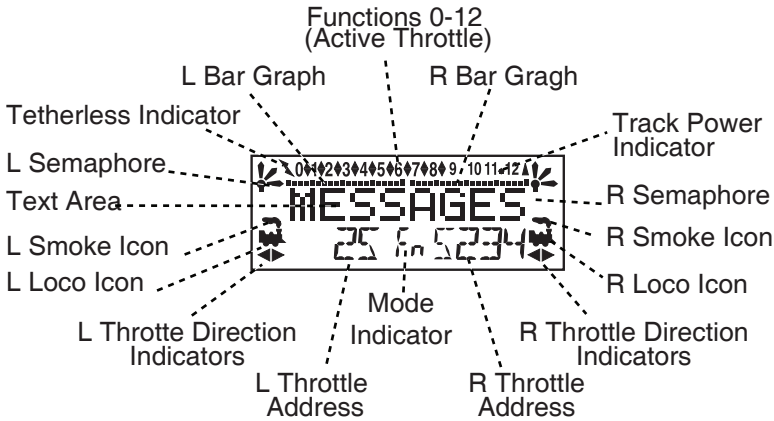 Functions 0-12
(Active Throttle)
L Bar Graph
R Bar Gragh
Tetherless Indicator
Track Power
Indicator
L Semaphore
R Semaphore
Text Area
L Smoke Icon
R Smoke Icon
L Loco Icon
R Loco Icon
0 1 2 3 4 5 6 7 8 9 10 11 12
MESSAGES
25 Fn 5234
Mode
Indicator
L Throtte Direction
Indicators
R Throttle Direction
Indicators
L Throttle
Address
R Throttle
Address